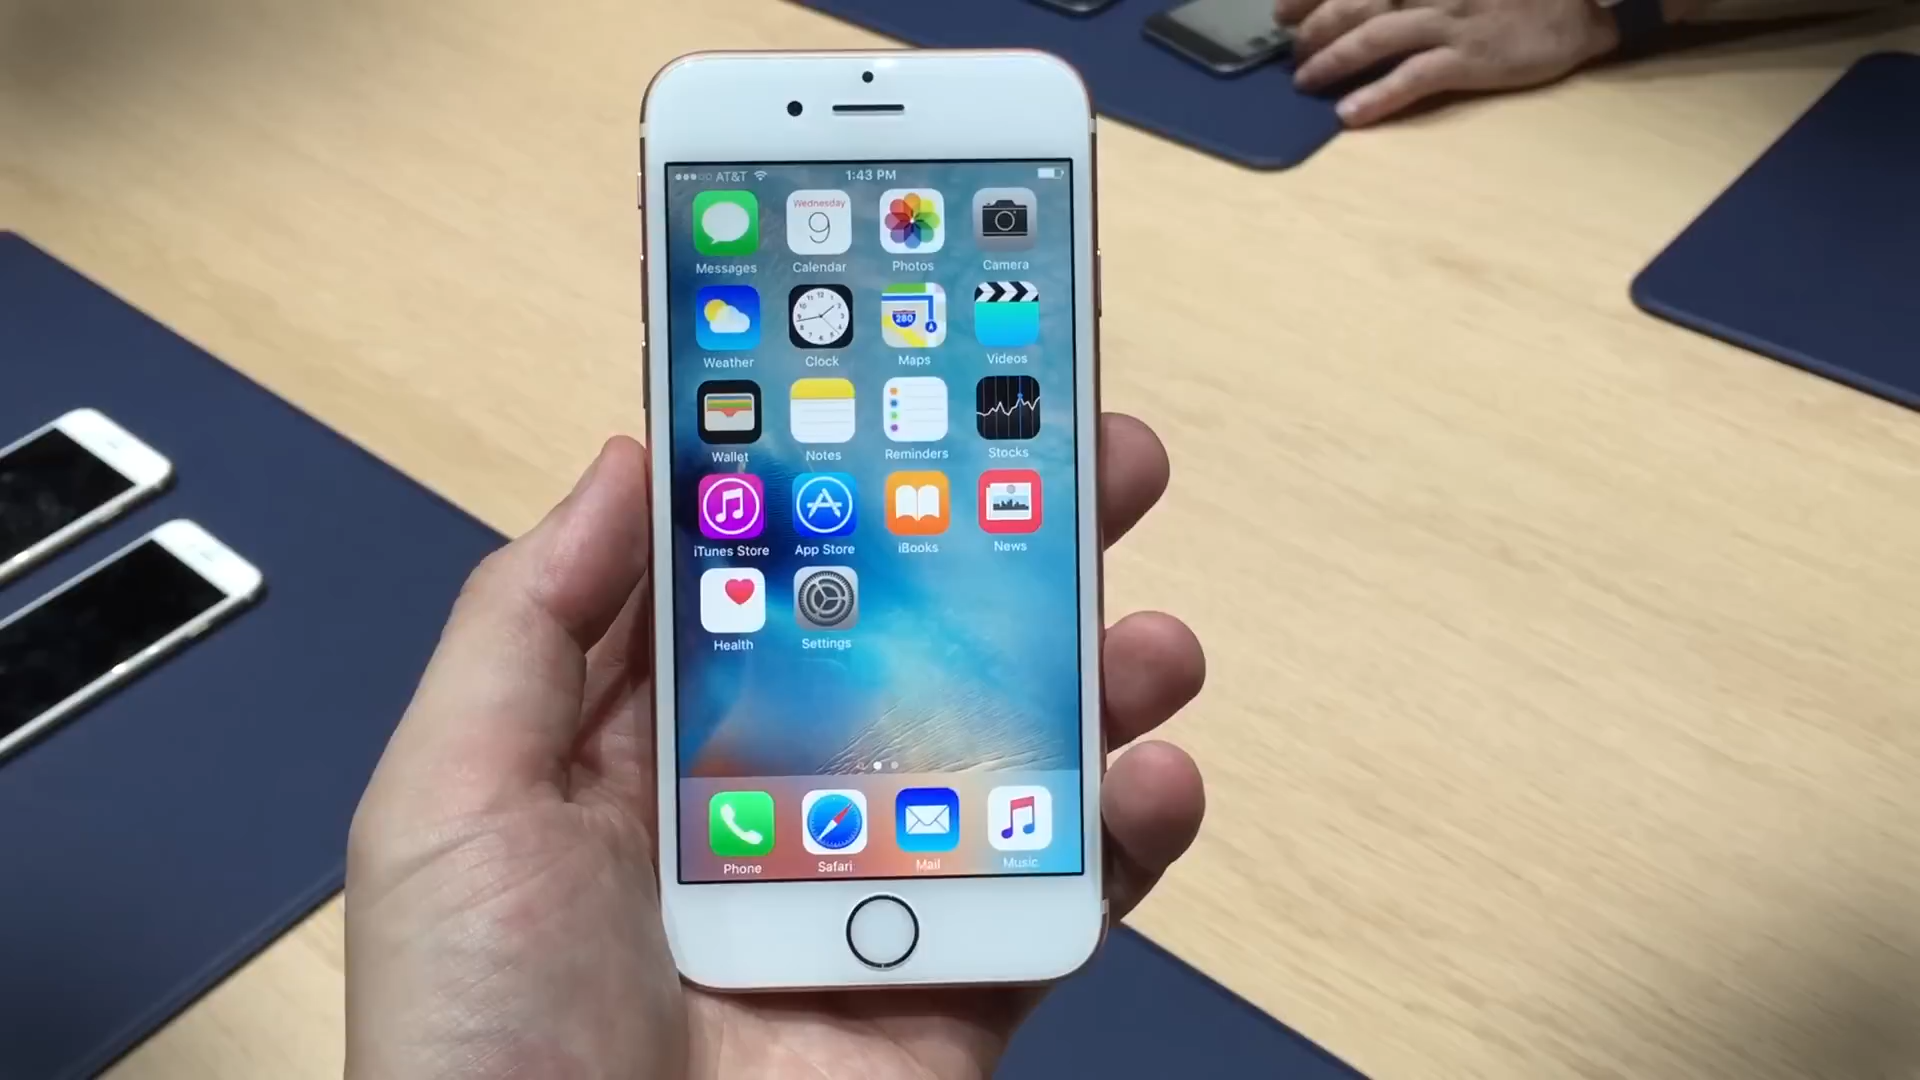 AT&T 1:43 PM
Wednesday
9
Messages Calendar Photos Camera
280
Weather Clock Maps Videos
Wallet Notes Reminders Stocks
iTunes Store App Store iBooks News
Health Settings
Phone Safari Mail Music